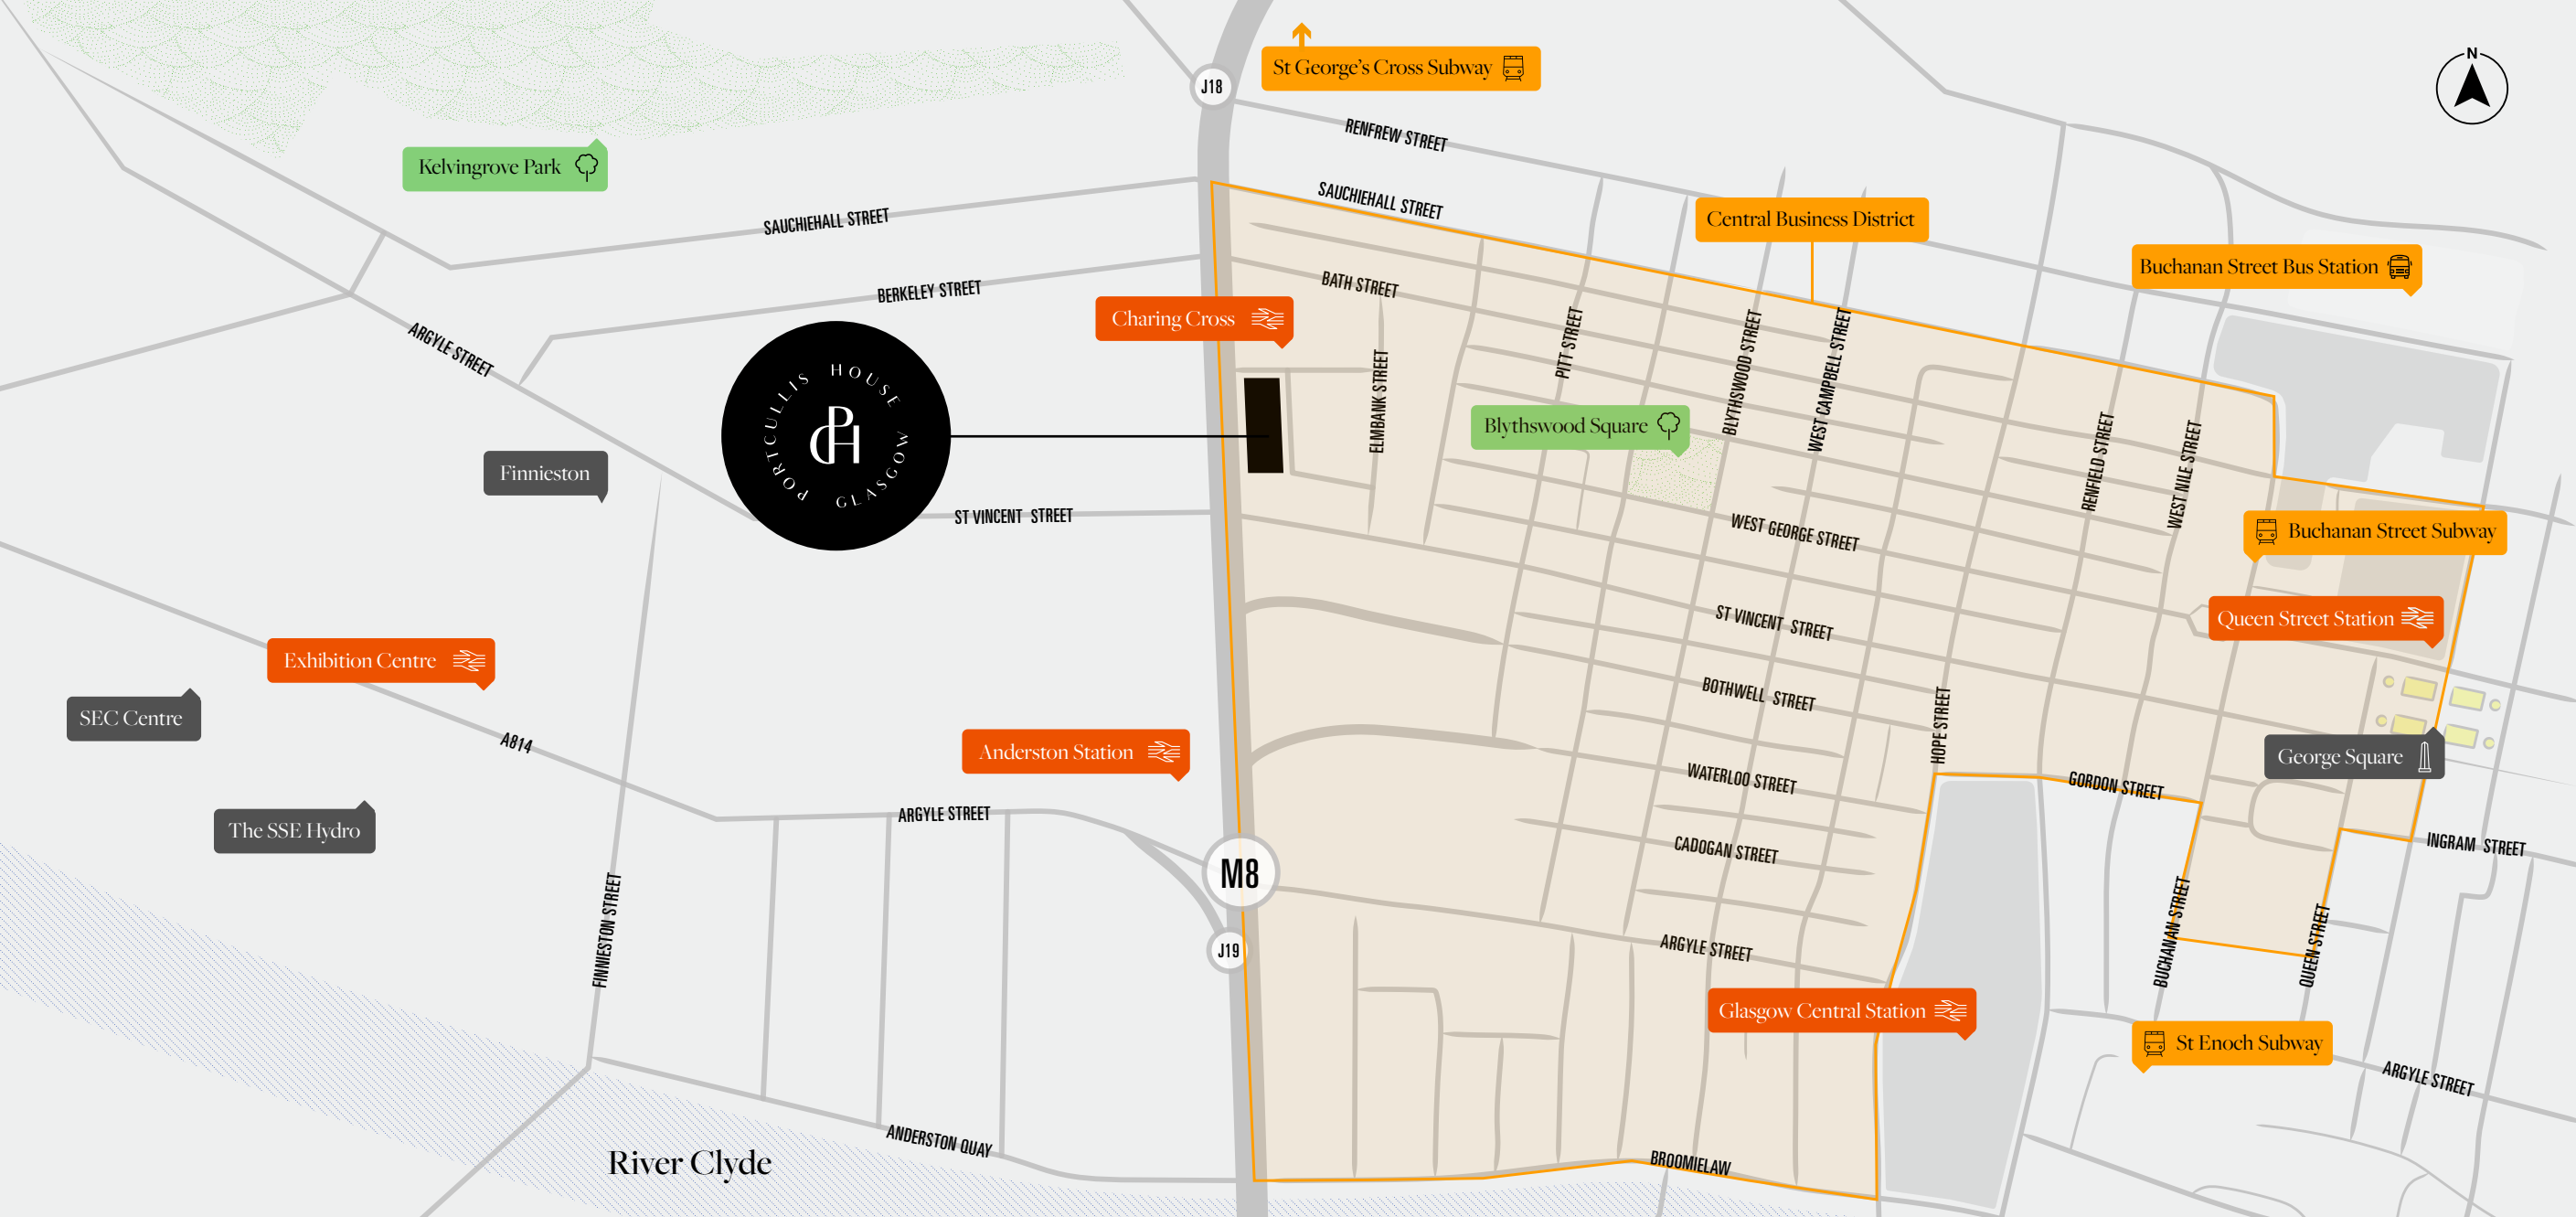 St George's Cross Subway
N
J18
RENFREW STREET
Kelvingrove Park
SAUCHIEHALL STREET
SAUCHIEHALL STREET
Central Business District
Buchanan Street Bus Station
BATH STREET
BERKELEY STREET
Charing Cross
ARGYLE STREET
PITT STREET
BLYTHSWOOD STREET
WEST CAMPBELL STREET
ELMBANK STREET
PORTCULLIS HOUSE
PH
GLASGOW
Blythswood Square
RENFIELD STREET
WEST NILE STREET
Finnieston
ST VINCENT STREET
WEST GEORGE STREET
Buchanan Street Subway
ST VINCENT STREET
Queen Street Station
Exhibition Centre
SEC Centre
BOTHWELL STREET
HOPE STREET
A814
Anderston Station
George Square
WATERLOO STREET
GORDON STREET
The SSE Hydro
ARGYLE STREET
CADOGAN STREET
INGRAM STREET
M8
FINNIESTON STREET
BUCHANAN STREET
QUEEN STREET
J19
ARGYLE STREET
Glasgow Central Station
St Enoch Subway
ARGYLE STREET
ANDERSTON QUAY
River Clyde
BROOMIELAW